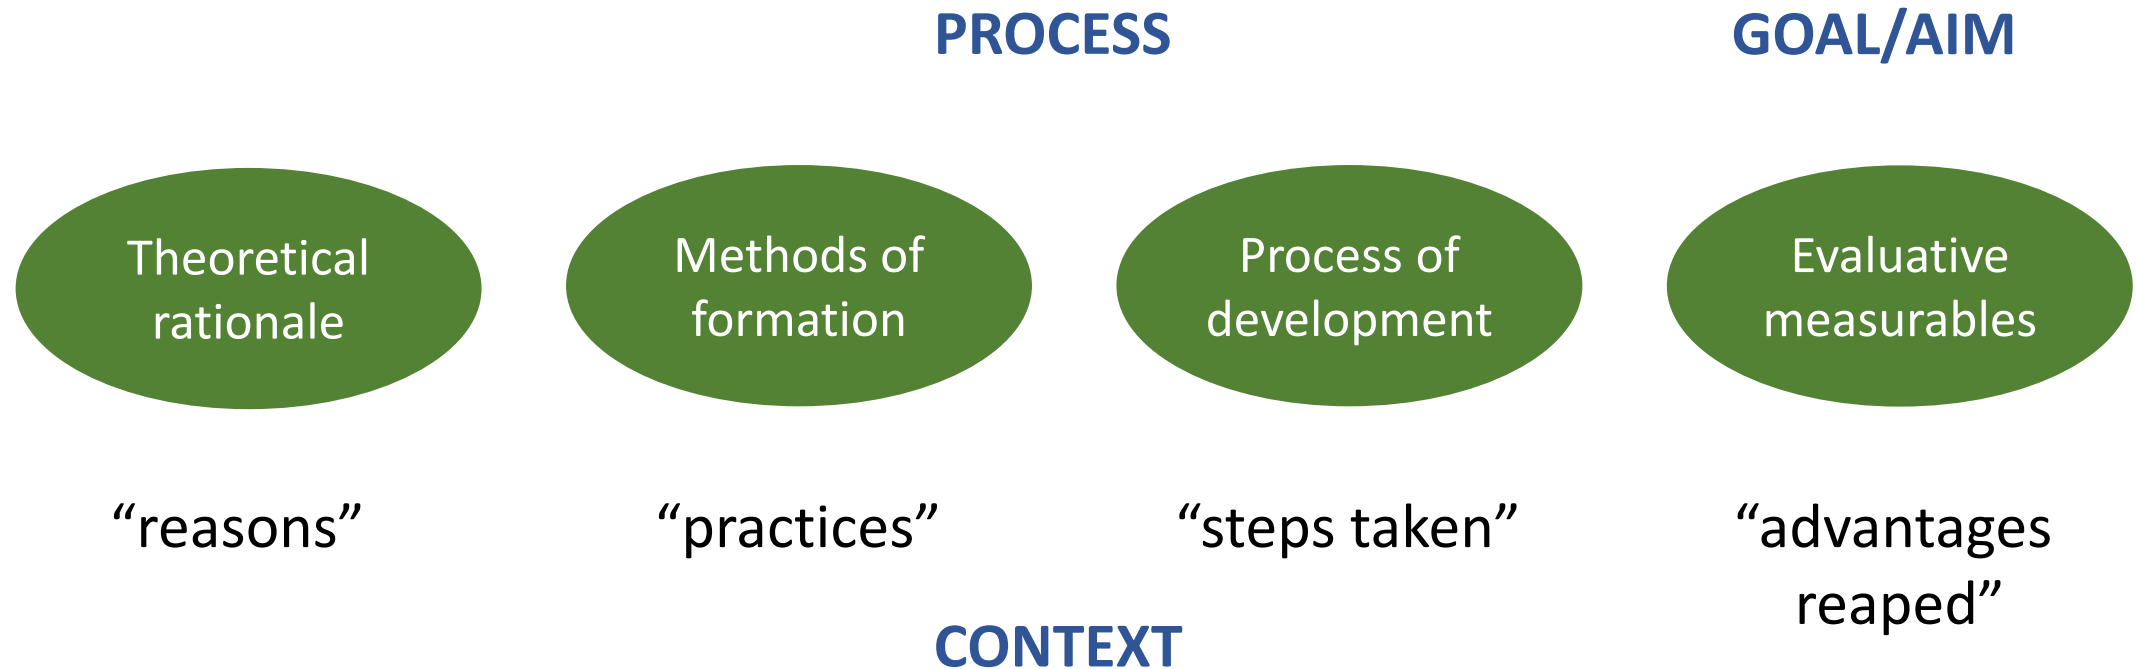 PROCESS
GOAL/AIM
Theoretical
rationale
Methods of
formation
Process of
development
Evaluative
measurables
“reasons”
“practices”
“steps taken”
“advantages
reaped”
CONTEXT